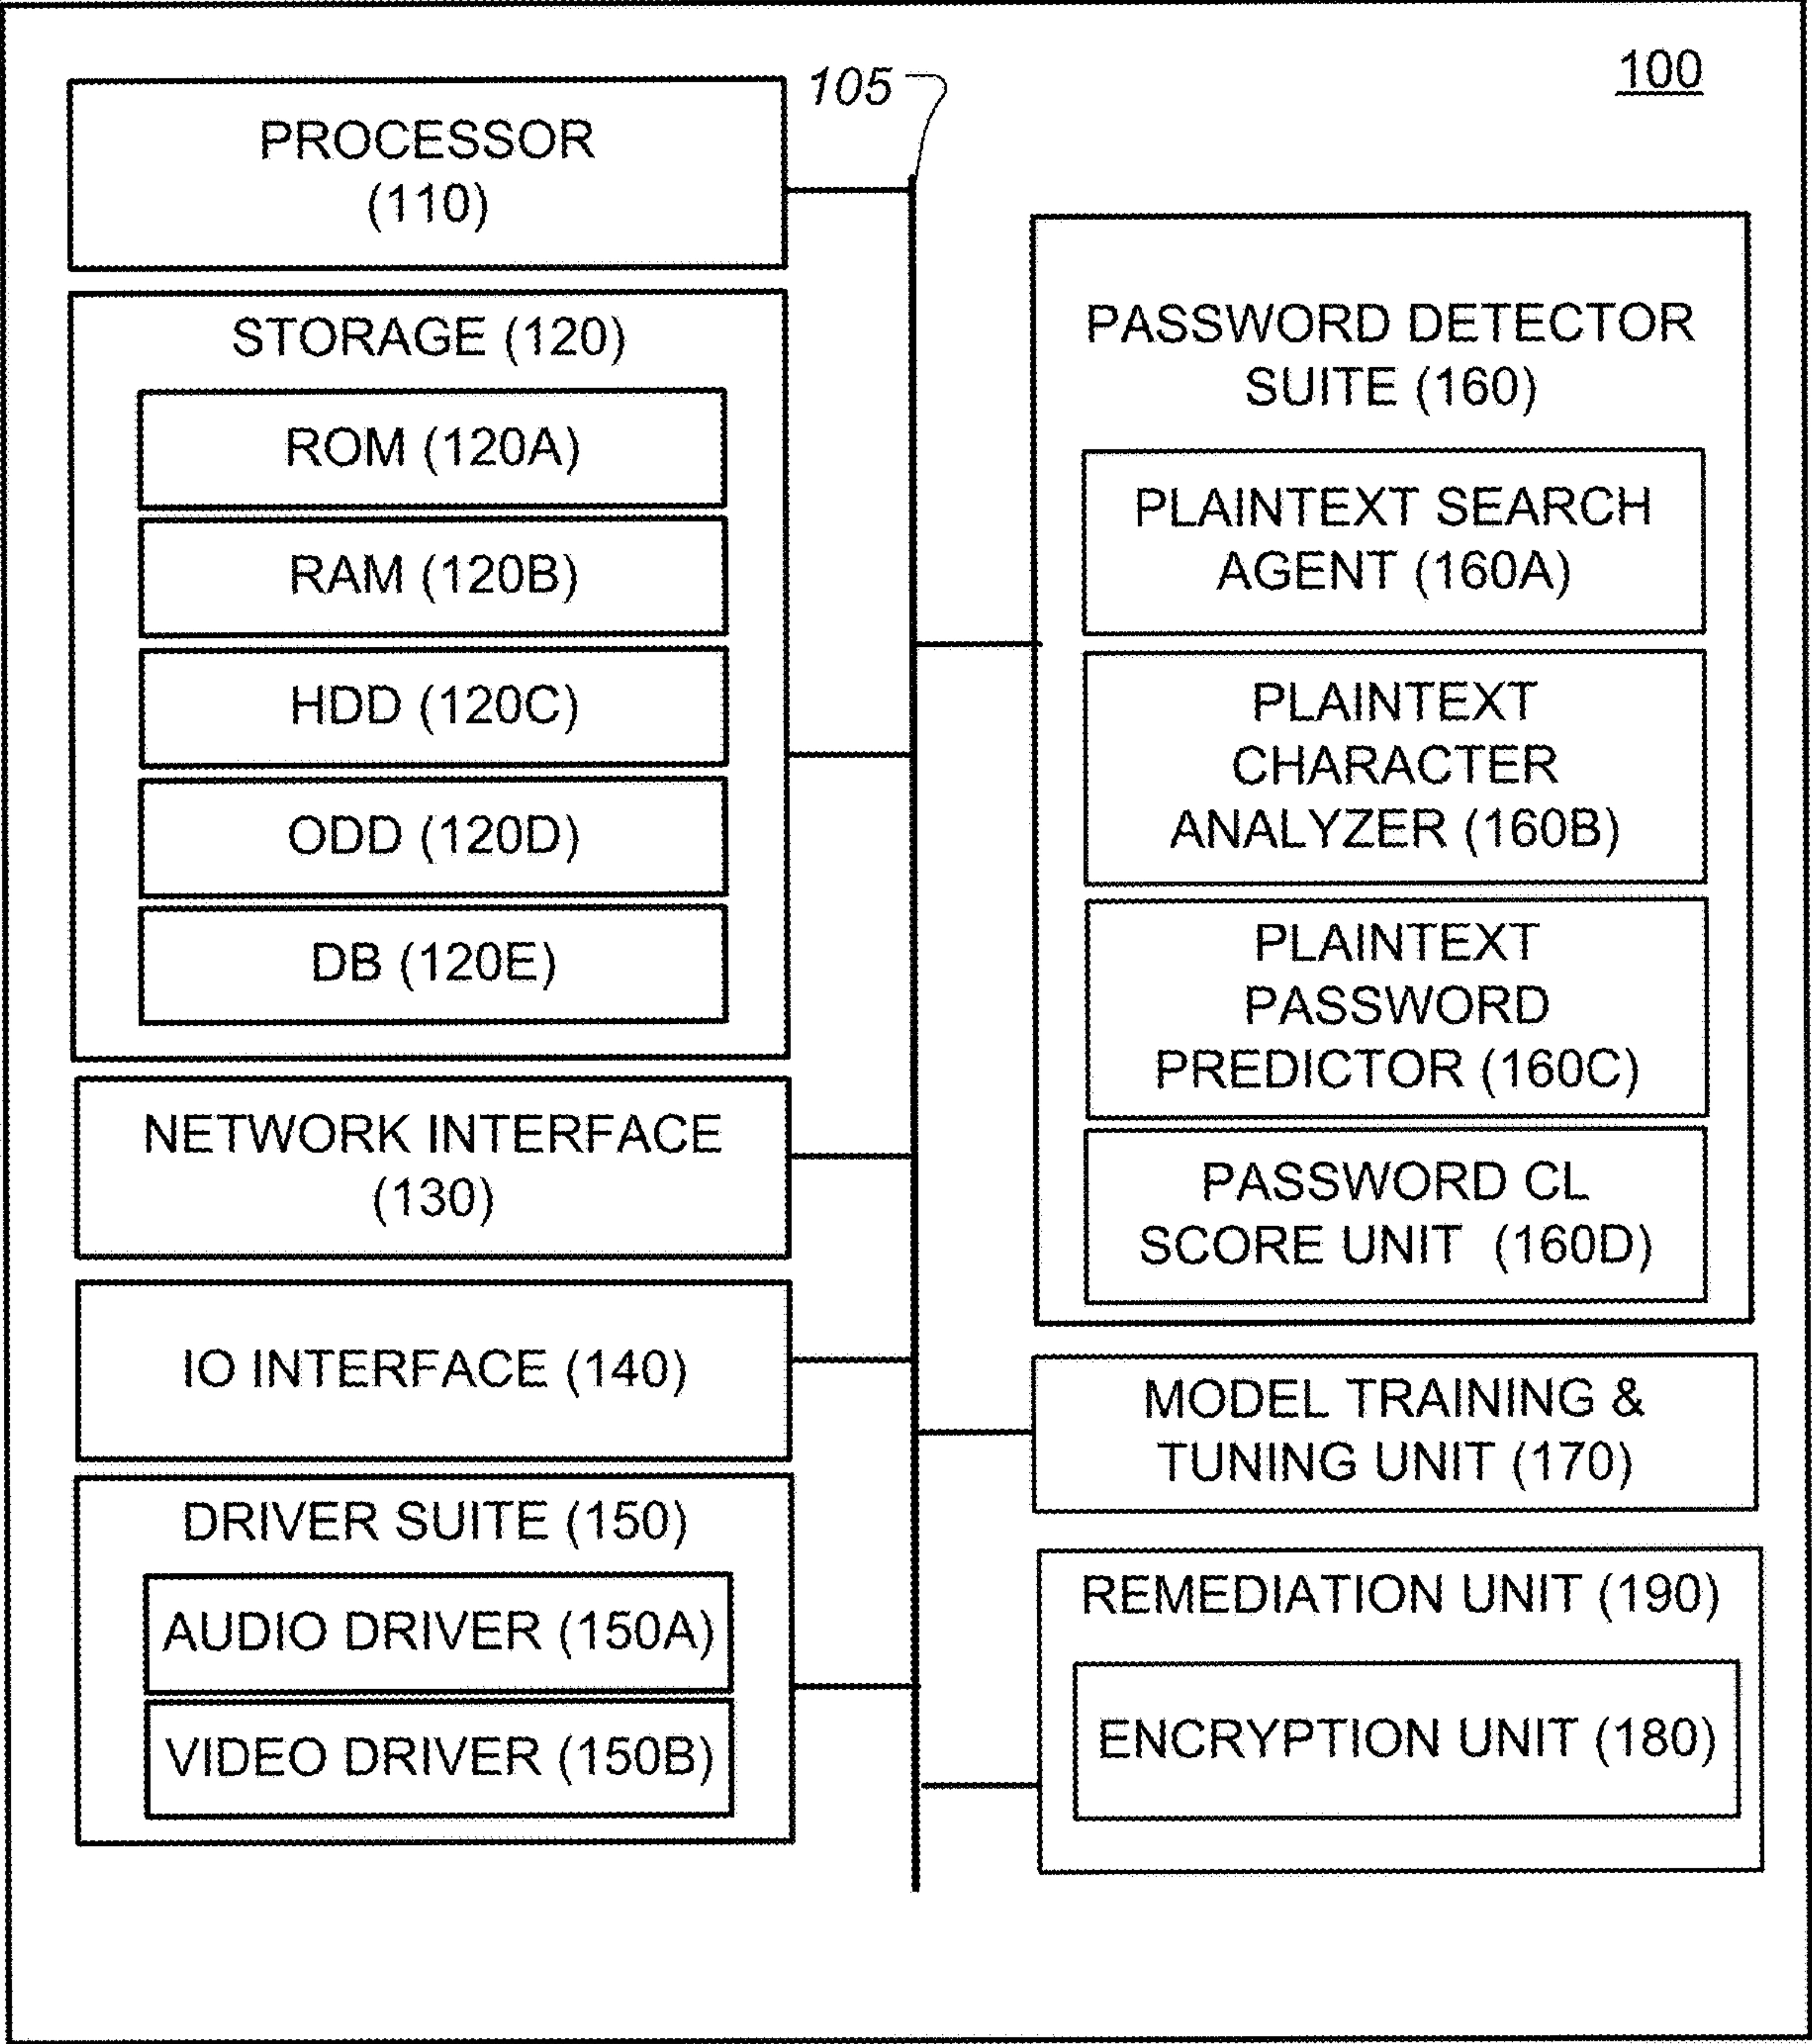 100
105
PROCESSOR
(110)
STORAGE (120)
ROM (120A)
RAM (120B)
HDD (120C)
ODD (120D)
DB (120E)
NETWORK INTERFACE
(130)
IO INTERFACE (140)
DRIVER SUITE (150)
AUDIO DRIVER (150A)
VIDEO DRIVER (150B)
PASSWORD DETECTOR
SUITE (160)
PLAINTEXT SEARCH
AGENT (160A)
PLAINTEXT
CHARACTER
ANALYZER (160B)
PLAINTEXT
PASSWORD
PREDICTOR (160C)
PASSWORD CL
SCORE UNIT (160D)
MODEL TRAINING &
TUNING UNIT (170)
REMEDIATION UNIT (190)
ENCRYPTION UNIT (180)